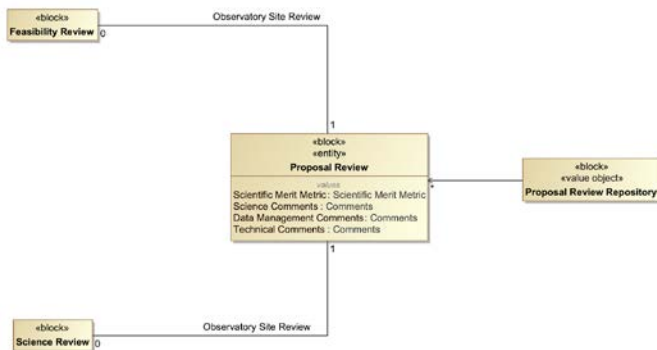 «block»
Feasibility Review
0
Observatory Site Review
1
«block»
«entity»
Proposal Review
values
Scientific Merit Metric : Scientific Merit Metric
Science Comments : Comments
Data Management Comments : Comments
Technical Comments : Comments
*
«block»
«value object»
Proposal Review Repository
1
Observatory Site Review
«block»
Science Review
0